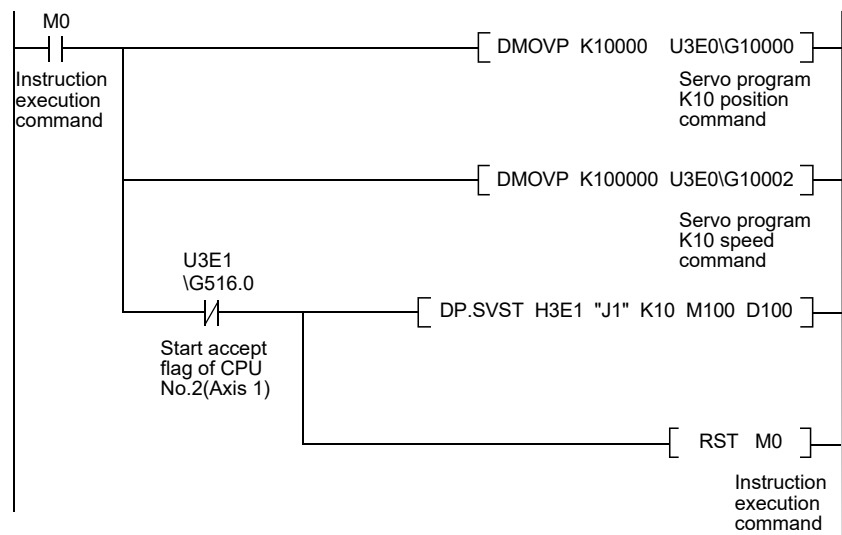 M0
Instruction
execution
command
DMOVP K10000 U3E0\G10000
Servo program
K10 position
command
DMOVP K100000 U3E0\G10002
Servo program
K10 speed
command
U3E1
\G516.0
Start accept
flag of CPU
No.2(Axis 1)
DP.SVST H3E1 "J1" K10 M100 D100
RST M0
Instruction
execution
command